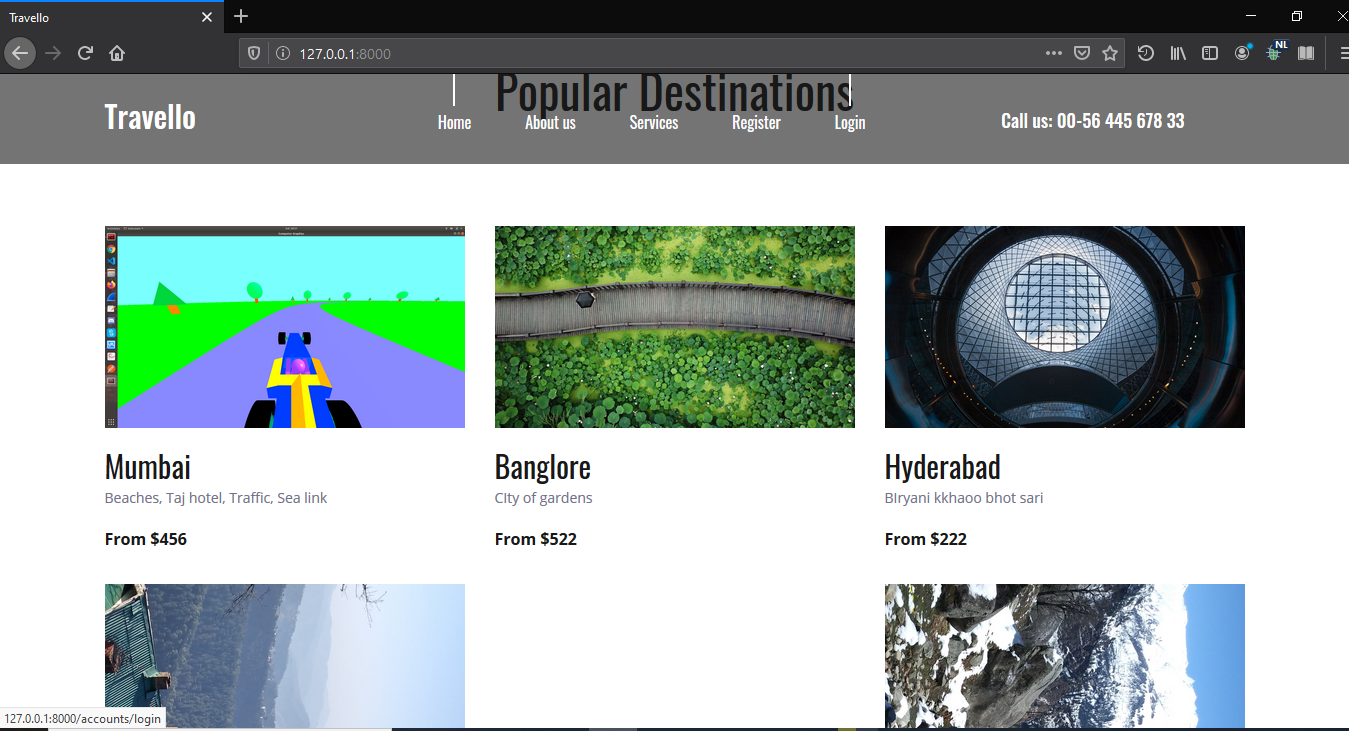 Travello
127.0.0.1:8000
NL
Popular Destinations
Travello
Home About us Services Register Login
Call us: 00-56 445 678 33
Mumbai
Beaches, Taj hotel, Traffic, Sea link
From $456
Banglore
CIty of gardens
From $522
Hyderabad
BIryani kkhaoo bhot sari
From $222
127.0.0.1:8000/accounts/login